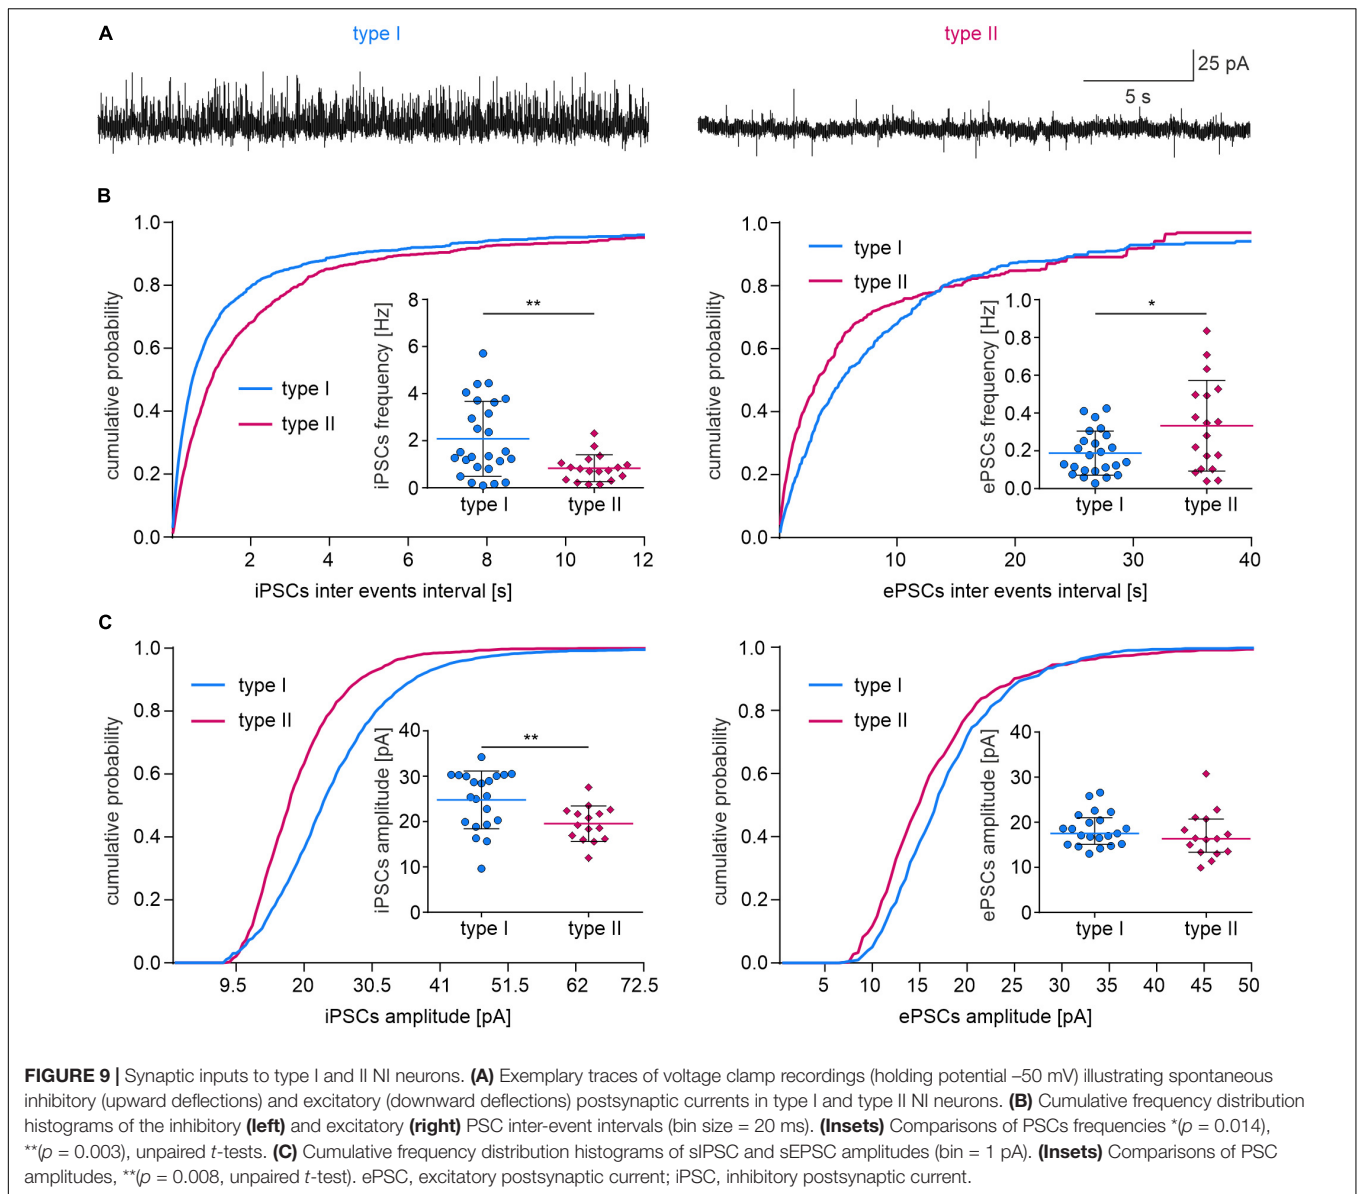 A
type I
type II
25 pA
5 s
B
cumulative probability
1.0
0.8
0.6
0.4
0.2
0.0
2
4
6
8
10
12
iPSCs inter events interval [s]
type I
type II
iPSCs frequency [Hz]
8
6
4
2
0
**
type I
type II
cumulative probability
1.0
0.8
0.6
0.4
0.2
0.0
10
20
30
40
ePSCs inter events interval [s]
type I
type II
ePSCs frequency [Hz]
1.0
0.8
0.6
0.4
0.2
0.0
*
type I
type II
C
cumulative probability
1.0
0.8
0.6
0.4
0.2
0.0
9.5
20
30.5
41
51.5
62
72.5
iPSCs amplitude [pA]
type I
type II
iPSCs amplitude [pA]
40
30
20
10
0
**
type I
type II
cumulative probability
1.0
0.8
0.6
0.4
0.2
0.0
5
10
15
20
25
30
35
40
45
50
ePSCs amplitude [pA]
type I
type II
ePSCs amplitude [pA]
40
30
20
10
0
type I
type II
FIGURE 9 | Synaptic inputs to type I and II NI neurons. (A) Exemplary traces of voltage clamp recordings (holding potential –50 mV) illustrating spontaneous
inhibitory (upward deflections) and excitatory (downward deflections) postsynaptic currents in type I and type II NI neurons. (B) Cumulative frequency distribution
histograms of the inhibitory (left) and excitatory (right) PSC inter-event intervals (bin size = 20 ms). (Insets) Comparisons of PSCs frequencies *(p = 0.014),
**(p = 0.003), unpaired t-tests. (C) Cumulative frequency distribution histograms of sIPSC and sEPSC amplitudes (bin = 1 pA). (Insets) Comparisons of PSC
amplitudes, **(p = 0.008, unpaired t-test). ePSC, excitatory postsynaptic current; iPSC, inhibitory postsynaptic current.